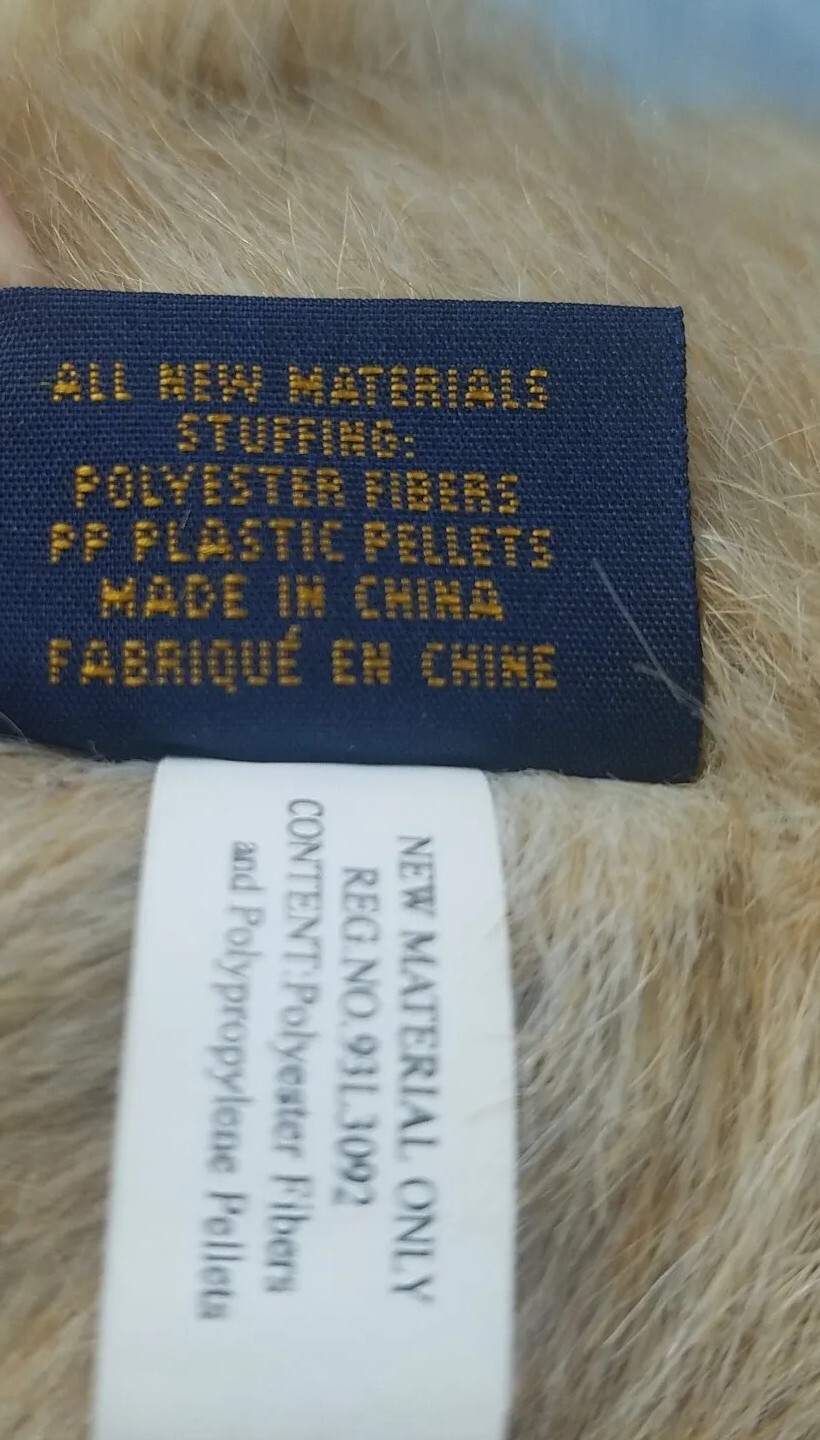 ALL NEW MATERIALS
STUFFING:
POLYESTER FIBERS
PP PLASTIC PELLETS
MADE IN CHINA
FABRIQUÉ EN CHINE
NEW MATERIAL ONLY
REG.NO.93L3092
CONTENT:Polyester Fibers
and Polypropylene Pellets